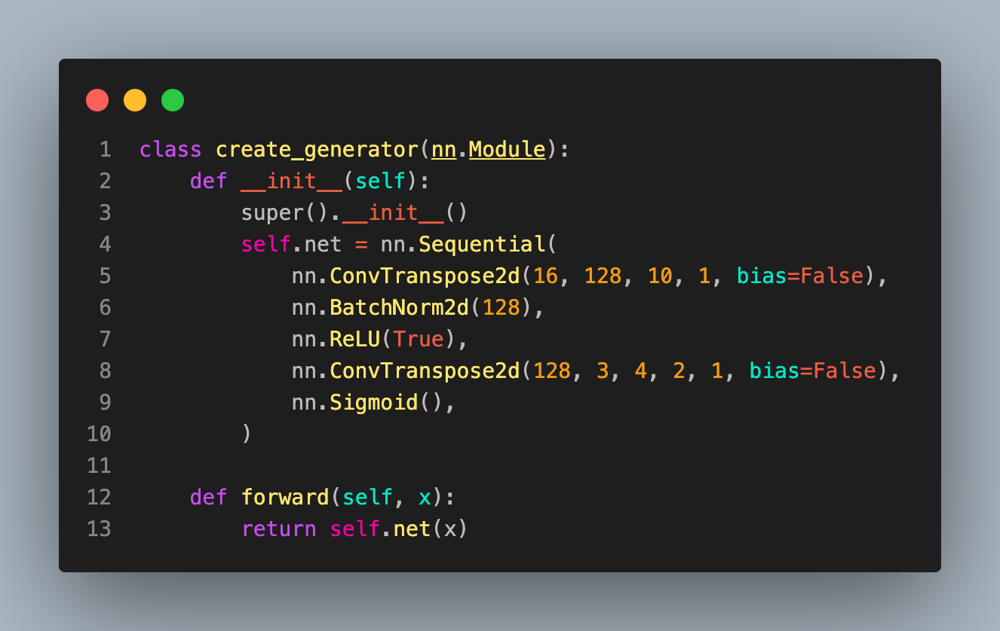 1 class create_generator(nn.Module):
2     def __init__(self):
3         super().__init__()
4         self.net = nn.Sequential(
5             nn.ConvTranspose2d(16, 128, 10, 1, bias=False),
6             nn.BatchNorm2d(128),
7             nn.ReLU(True),
8             nn.ConvTranspose2d(128, 3, 4, 2, 1, bias=False),
9             nn.Sigmoid(),
10         )
11
12     def forward(self, x):
13         return self.net(x)